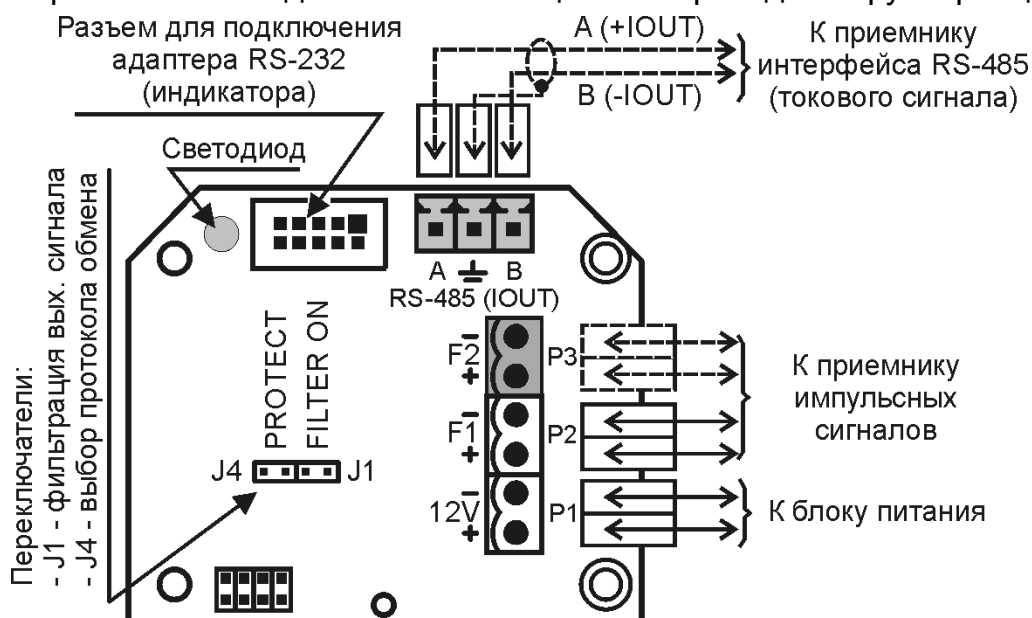 Разъем для подключения
адаптера RS-232
(индикатора)
A (+IOUT)
B (-IOUT)
К приемнику
интерфейса RS-485
(токового сигнала)
Светодиод
Переключатели:
- J1 - фильтрация вых. сигнала
- J4 - выбор протокола обмена
A B
RS-485 (IOUT)
PROTECT
FILTER ON
J4 J1
−
F2
+
P3
−
F1
+
P2
−
12V
+
P1
К приемнику
импульсных
сигналов
К блоку питания